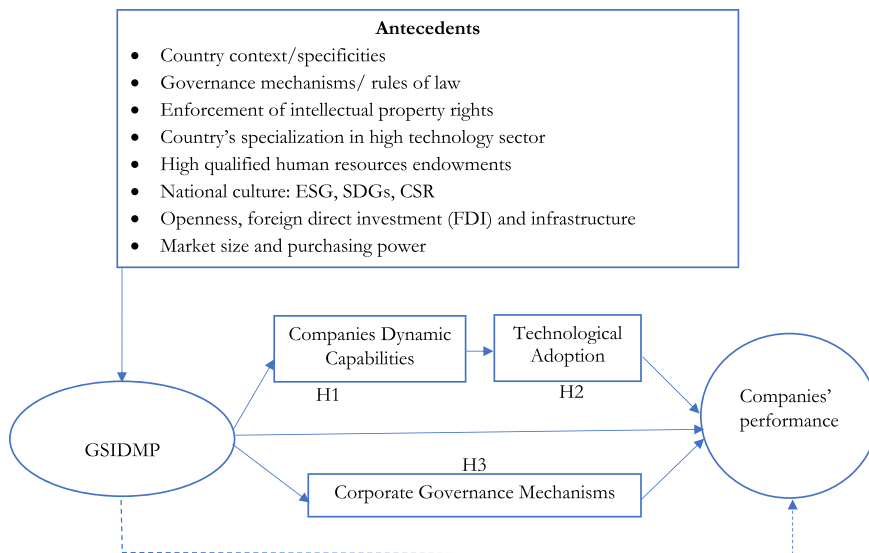 Antecedents
• Country context/specificities
• Governance mechanisms/ rules of law
• Enforcement of intellectual property rights
• Country's specialization in high technology sector
• High qualified human resources endowments
• National culture: ESG, SDGs, CSR
• Openness, foreign direct investment (FDI) and infrastructure
• Market size and purchasing power
Companies Dynamic
Capabilities
H1
Technological
Adoption
H2
Companies'
performance
GSIDMP
H3
Corporate Governance Mechanisms